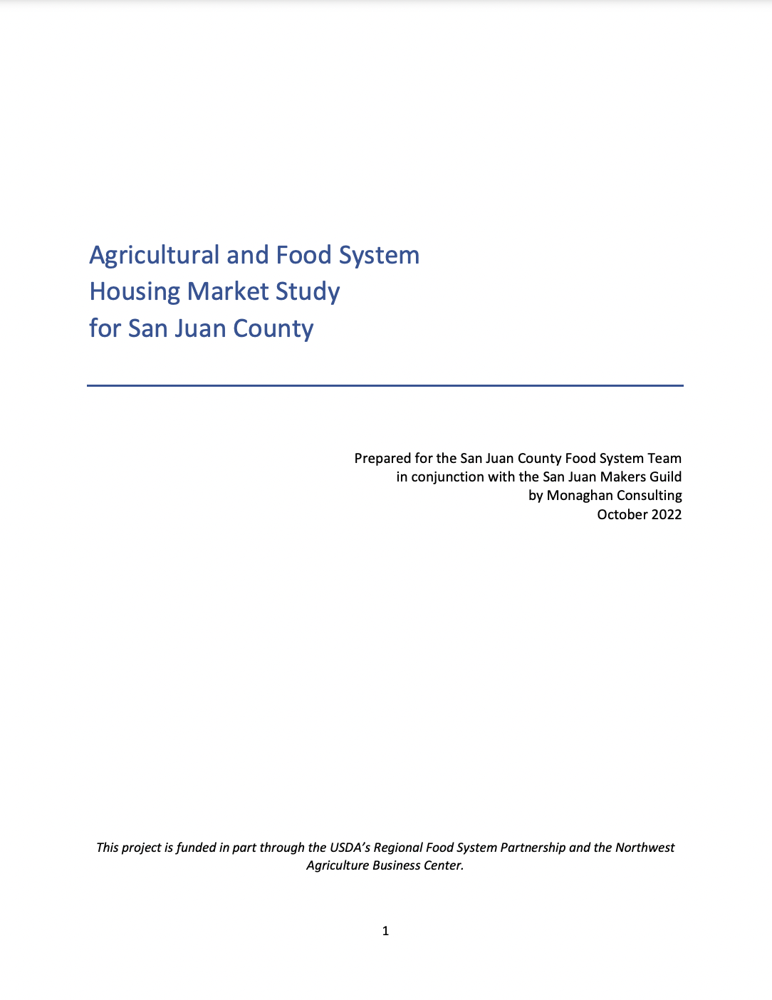 Agricultural and Food System
Housing Market Study
for San Juan County
Prepared for the San Juan County Food System Team
in conjunction with the San Juan Makers Guild
by Monaghan Consulting
October 2022
This project is funded in part through the USDA’s Regional Food System Partnership and the Northwest
Agriculture Business Center.
1